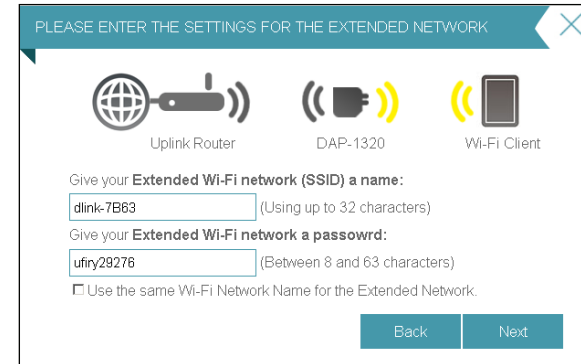 PLEASE ENTER THE SETTINGS FOR THE EXTENDED NETWORK
Uplink Router DAP-1320 Wi-Fi Client
Give your Extended Wi-Fi network (SSID) a name:
dlink-7B63 (Using up to 32 characters)
Give your Extended Wi-Fi network a passowrd:
ufiry29276 (Between 8 and 63 characters)
Use the same Wi-Fi Network Name for the Extended Network.
Back Next